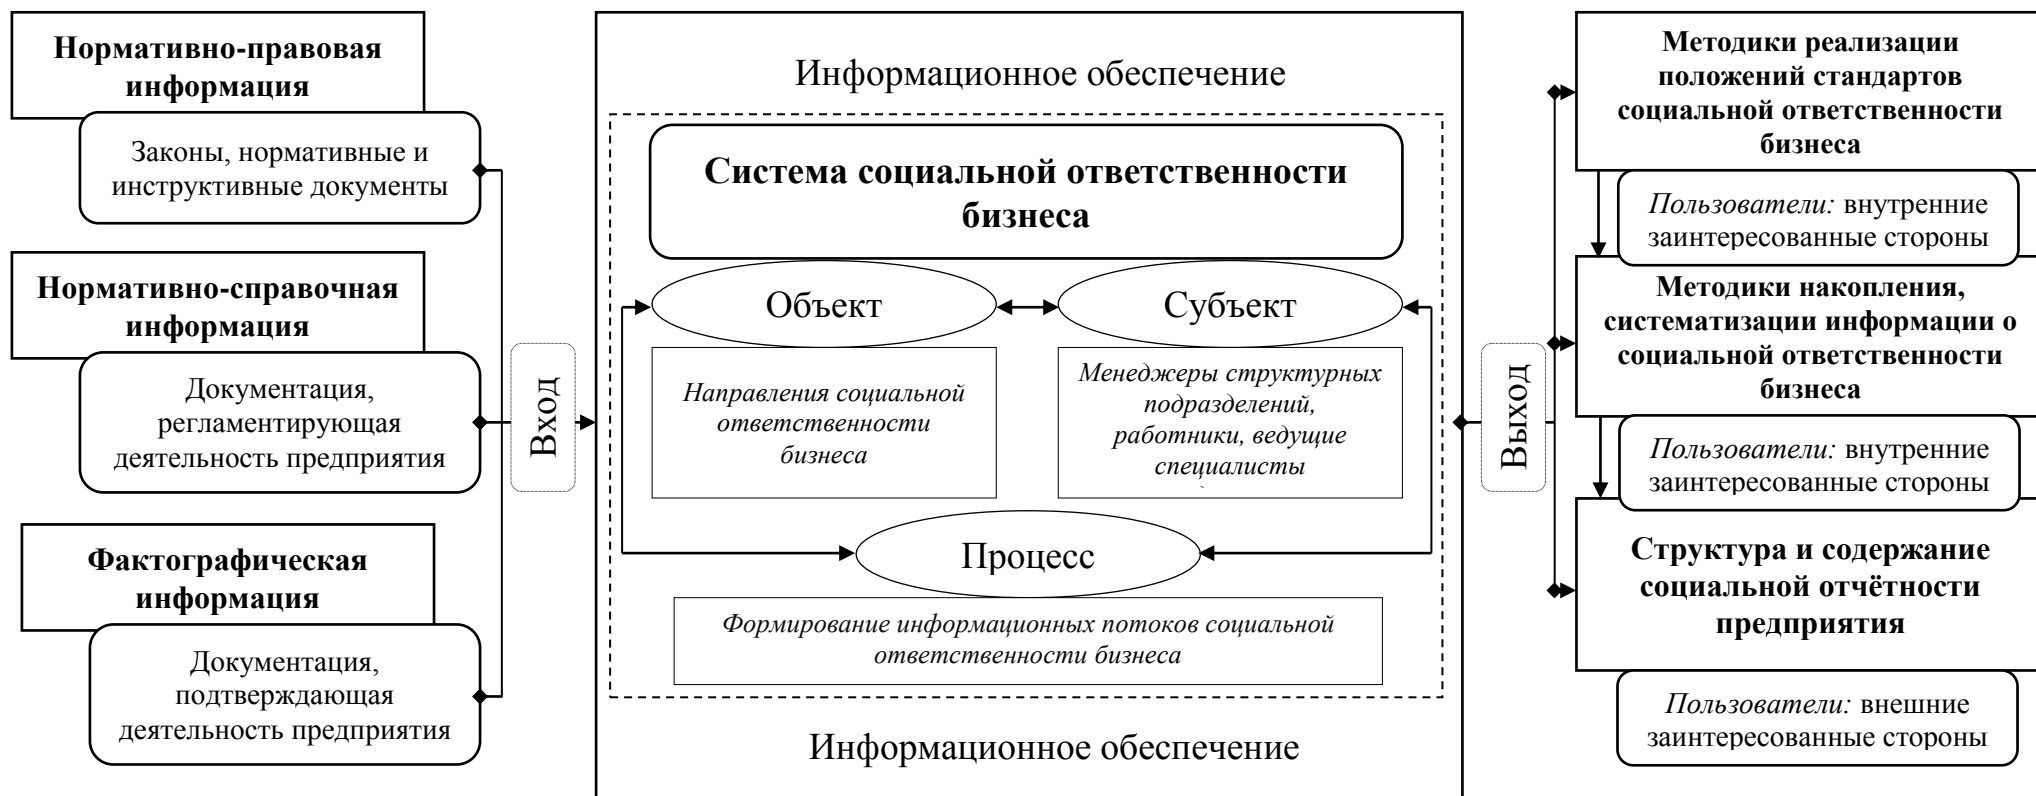 Нормативно-правовая
информация
Законы, нормативные и
инструктивные документы
Нормативно-справочная
информация
Документация,
регламентирующая
деятельность предприятия
Фактографическая
информация
Документация,
подтверждающая
деятельность предприятия
Вход
Информационное обеспечение
Система социальной ответственности
бизнеса
Объект
Субъект
Направления социальной
ответственности
бизнеса
Менеджеры структурных
подразделений,
работники, ведущие
специалисты
Процесс
Формирование информационных потоков социальной
ответственности бизнеса
Информационное обеспечение
Выход
Методики реализации
положений стандартов
социальной ответственности
бизнеса
Пользователи: внутренние
заинтересованные стороны
Методики накопления,
систематизации информации о
социальной ответственности
бизнеса
Пользователи: внутренние
заинтересованные стороны
Структура и содержание
социальной отчётности
предприятия
Пользователи: внешние
заинтересованные стороны